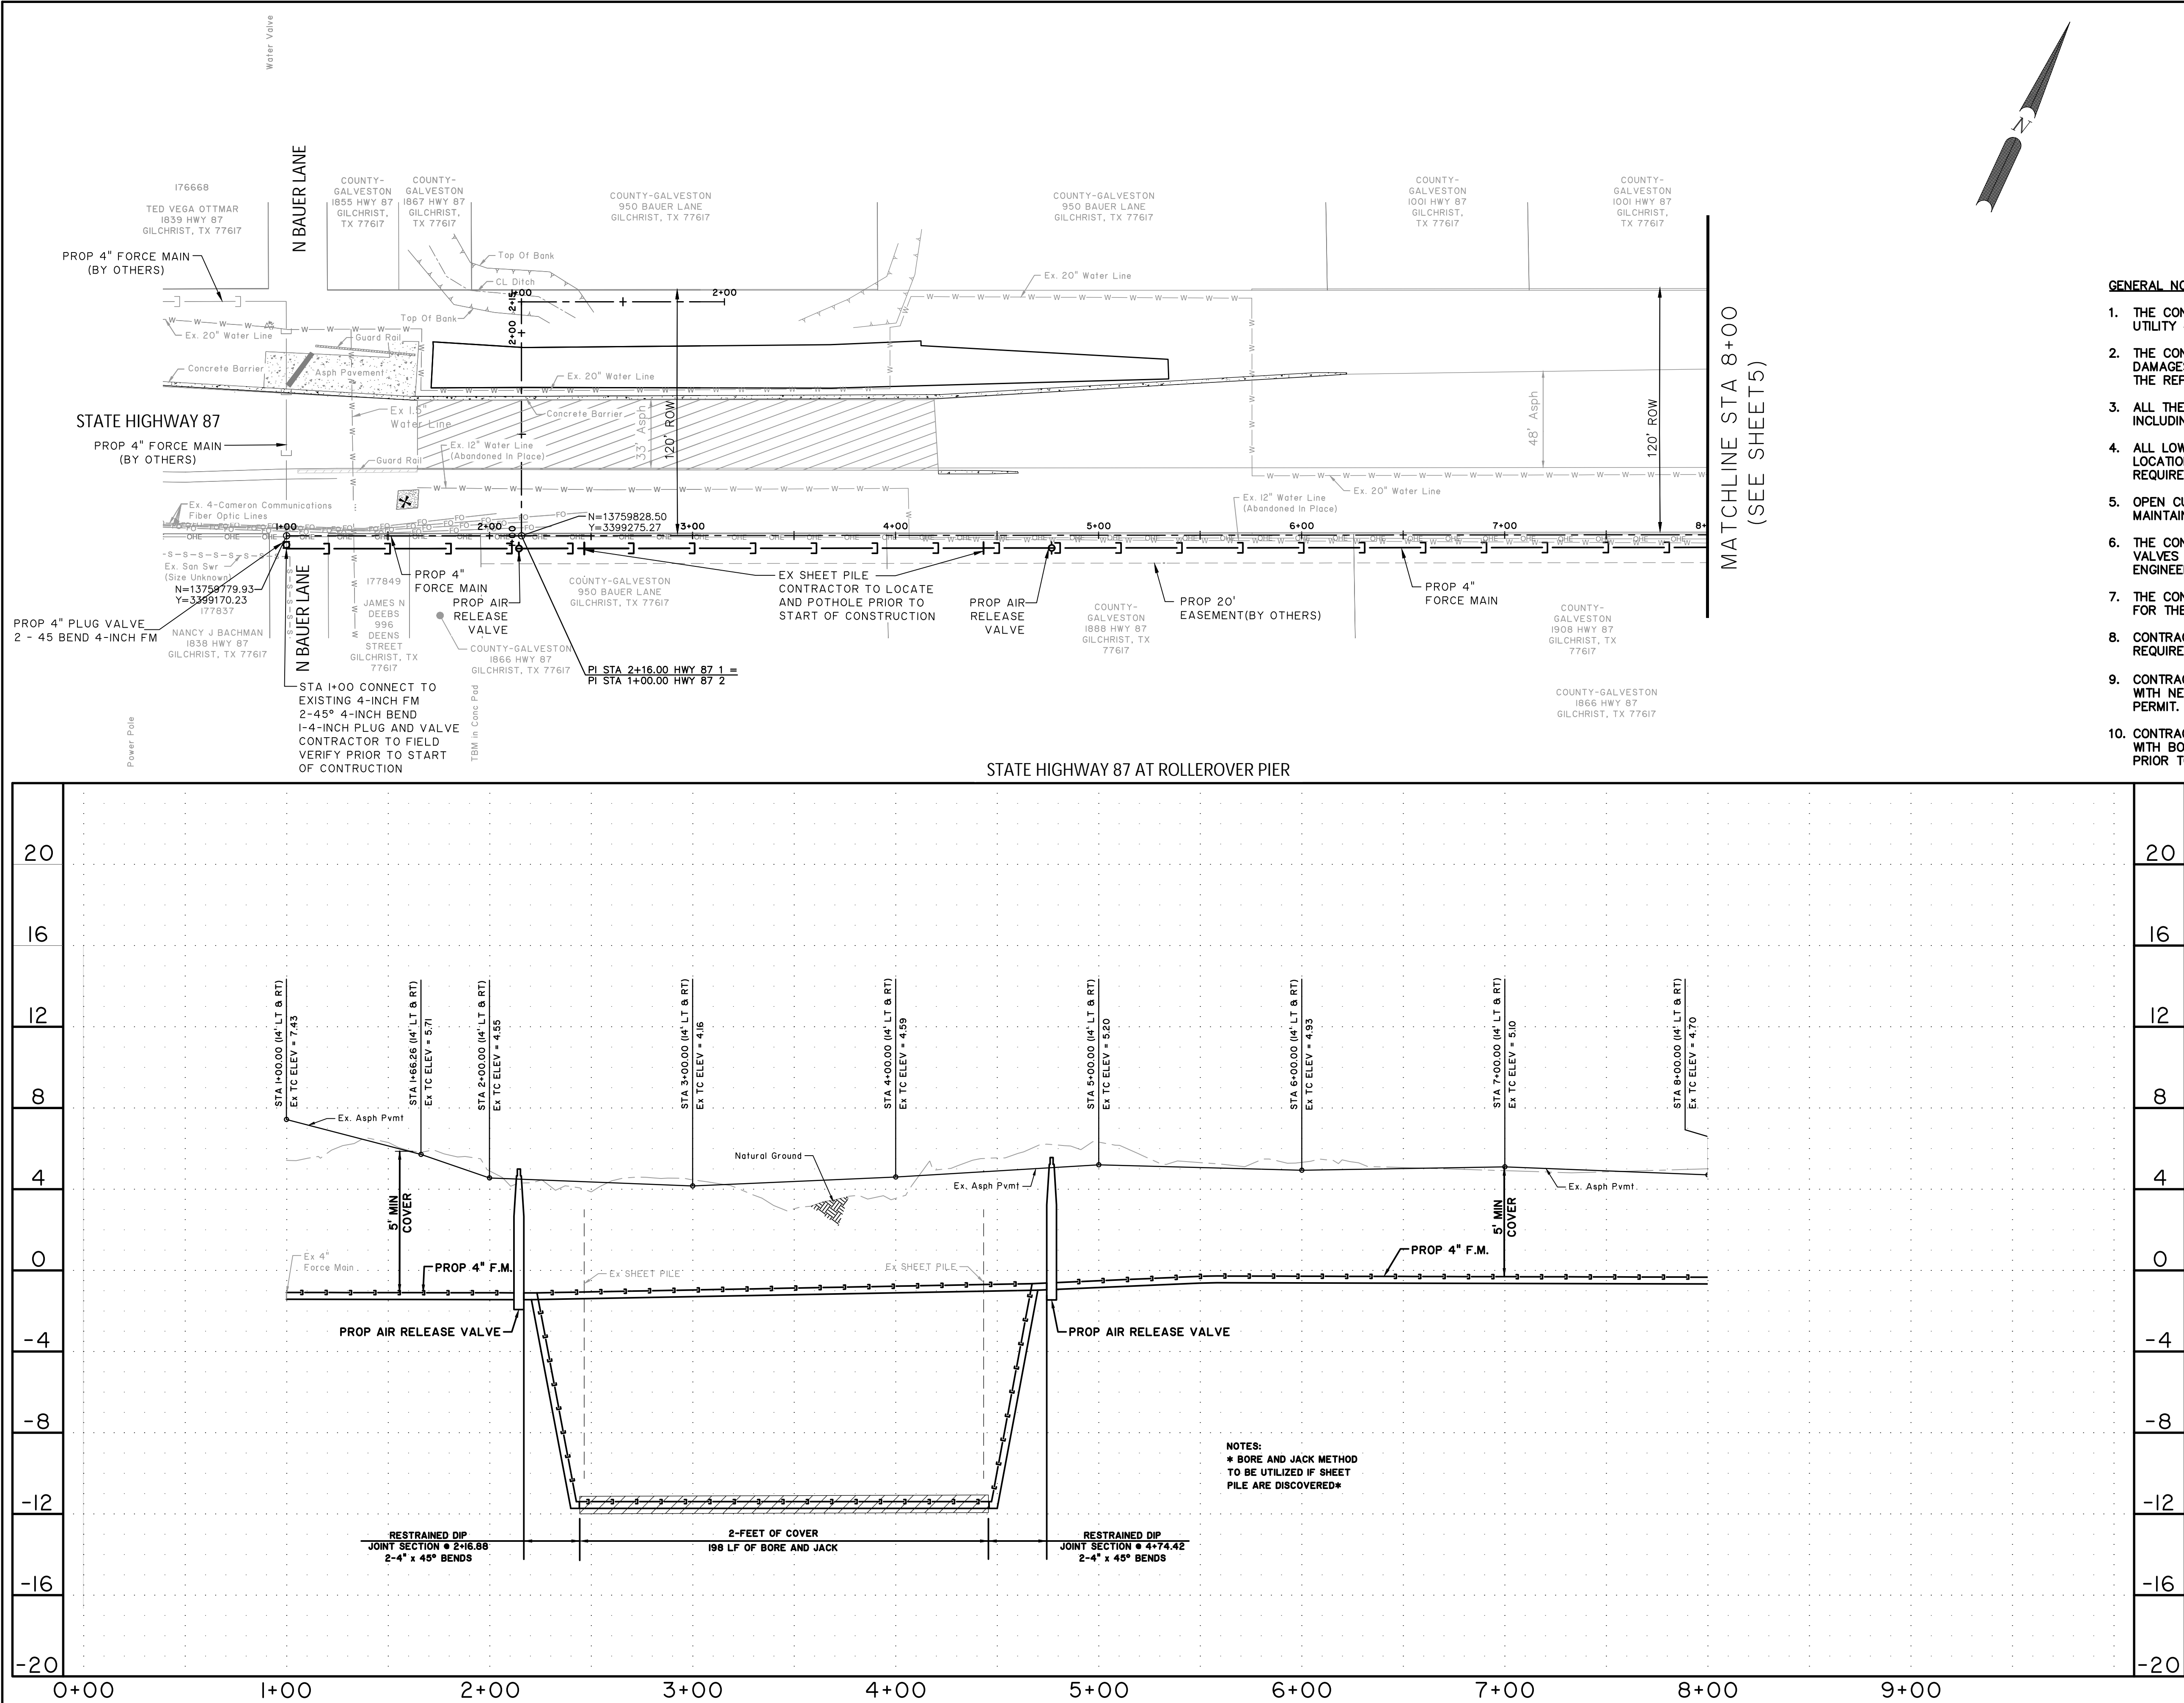 Water Valve
N BAUER LANE
176668
TED VEGA OTTMAR
1839 HWY 87
GILCHRIST, TX 77617
COUNTY-
GALVESTON
1855 HWY 87
GILCHRIST,
TX 77617
COUNTY-
GALVESTON
1867 HWY 87
GILCHRIST,
TX 77617
COUNTY-GALVESTON
950 BAUER LANE
GILCHRIST, TX 77617
COUNTY-GALVESTON
950 BAUER LANE
GILCHRIST, TX 77617
COUNTY-
GALVESTON
1001 HWY 87
GILCHRIST,
TX 77617
COUNTY-
GALVESTON
1001 HWY 87
GILCHRIST,
TX 77617
N
PROP 4" FORCE MAIN
(BY OTHERS)
Top Of Bank
CL Ditch
Top Of Bank
2+15
2+00
2+00
Ex. 20" Water Line
Ex. 20" Water Line
Guard Rail
Concrete Barrier
Asph Pavement
Ex. 20" Water Line
Ex 1.5"
Water Line
Concrete Barrier
33' Asph
120' ROW
48' Asph
120' ROW
MATCHLINE STA 8+00
(SEE SHEET5)
STATE HIGHWAY 87
PROP 4" FORCE MAIN
(BY OTHERS)
Ex. 12" Water Line
(Abandoned In Place)
Guard Rail
Ex. 20" Water Line
Ex. 12" Water Line
(Abandoned In Place)
Ex. 4-Cameron Communications
Fiber Optic Lines
N=13759828.50
Y=3399275.27
1+00
2+00
3+00
4+00
5+00
6+00
7+00
8+
Ex. San Swr
(Size Unknown)
N=13759779.93
Y=3399170.23
177837
PROP 4" PLUG VALVE
2 - 45 BEND 4-INCH FM
NANCY J BACHMAN
1838 HWY 87
GILCHRIST, TX 77617
N BAUER LANE
177849
JAMES N
DEEBS
996
DEENS
STREET
GILCHRIST, TX
77617
PROP 4"
FORCE MAIN
PROP AIR
RELEASE
VALVE
COUNTY-GALVESTON
1866 HWY 87
GILCHRIST, TX 77617
COUNTY-GALVESTON
950 BAUER LANE
GILCHRIST, TX 77617
PI STA 2+16.00 HWY 87 1 =
PI STA 1+00.00 HWY 87 2
EX SHEET PILE
CONTRACTOR TO LOCATE
AND POTHOLE PRIOR TO
START OF CONSTRUCTION
PROP AIR
RELEASE
VALVE
COUNTY-
GALVESTON
1888 HWY 87
GILCHRIST, TX
77617
PROP 20'
EASEMENT(BY OTHERS)
PROP 4"
FORCE MAIN
COUNTY-
GALVESTON
1908 HWY 87
GILCHRIST, TX
77617
COUNTY-GALVESTON
1866 HWY 87
GILCHRIST, TX 77617
STA 1+00 CONNECT TO
EXISTING 4-INCH FM
2-45° 4-INCH BEND
1-4-INCH PLUG AND VALVE
CONTRACTOR TO FIELD
VERIFY PRIOR TO START
OF CONTRUCTION
Power Pole
TBM in Conc Pad
GENERAL NO
1. THE CON
UTILITY
2. THE CON
DAMAGES
THE REP
3. ALL THE
INCLUDIN
4. ALL LOW
LOCATION
REQUIRE
5. OPEN CU
MAINTAIN
6. THE CON
VALVES
ENGINEE
7. THE CON
FOR THE
8. CONTRAC
REQUIRE
9. CONTRAC
WITH NE
PERMIT.
10. CONTRAC
WITH BO
PRIOR T
STATE HIGHWAY 87 AT ROLLEROVER PIER
20
16
12
8
4
0
-4
-8
-12
-16
-20
STA 1+00.00 (14' LT & RT)
Ex TC ELEV = 7.43
STA 1+66.26 (14' LT & RT)
Ex TC ELEV = 5.71
STA 2+00.00 (14' LT & RT)
Ex TC ELEV = 4.55
STA 3+00.00 (14' LT & RT)
Ex TC ELEV = 4.16
STA 4+00.00 (14' LT & RT)
Ex TC ELEV = 4.59
STA 5+00.00 (14' LT & RT)
Ex TC ELEV = 5.20
STA 6+00.00 (14' LT & RT)
Ex TC ELEV = 4.93
STA 7+00.00 (14' LT & RT)
Ex TC ELEV = 5.10
STA 8+00.00 (14' LT & RT)
Ex TC ELEV = 4.70
Ex. Asph Pvmt
Natural Ground
Ex. Asph Pvmt
Ex. Asph Pvmt
5' MIN
COVER
5' MIN
COVER
Ex 4"
Force Main
PROP 4" F.M.
Ex SHEET PILE
Ex SHEET PILE
PROP 4" F.M.
PROP AIR RELEASE VALVE
PROP AIR RELEASE VALVE
NOTES:
* BORE AND JACK METHOD
TO BE UTILIZED IF SHEET
PILE ARE DISCOVERED*
RESTRAINED DIP
JOINT SECTION @ 2+16.88
2-4" x 45° BENDS
2-FEET OF COVER
198 LF OF BORE AND JACK
RESTRAINED DIP
JOINT SECTION @ 4+74.42
2-4" x 45° BENDS
20
16
12
8
4
0
-4
-8
-12
-16
-20
0+00
1+00
2+00
3+00
4+00
5+00
6+00
7+00
8+00
9+00